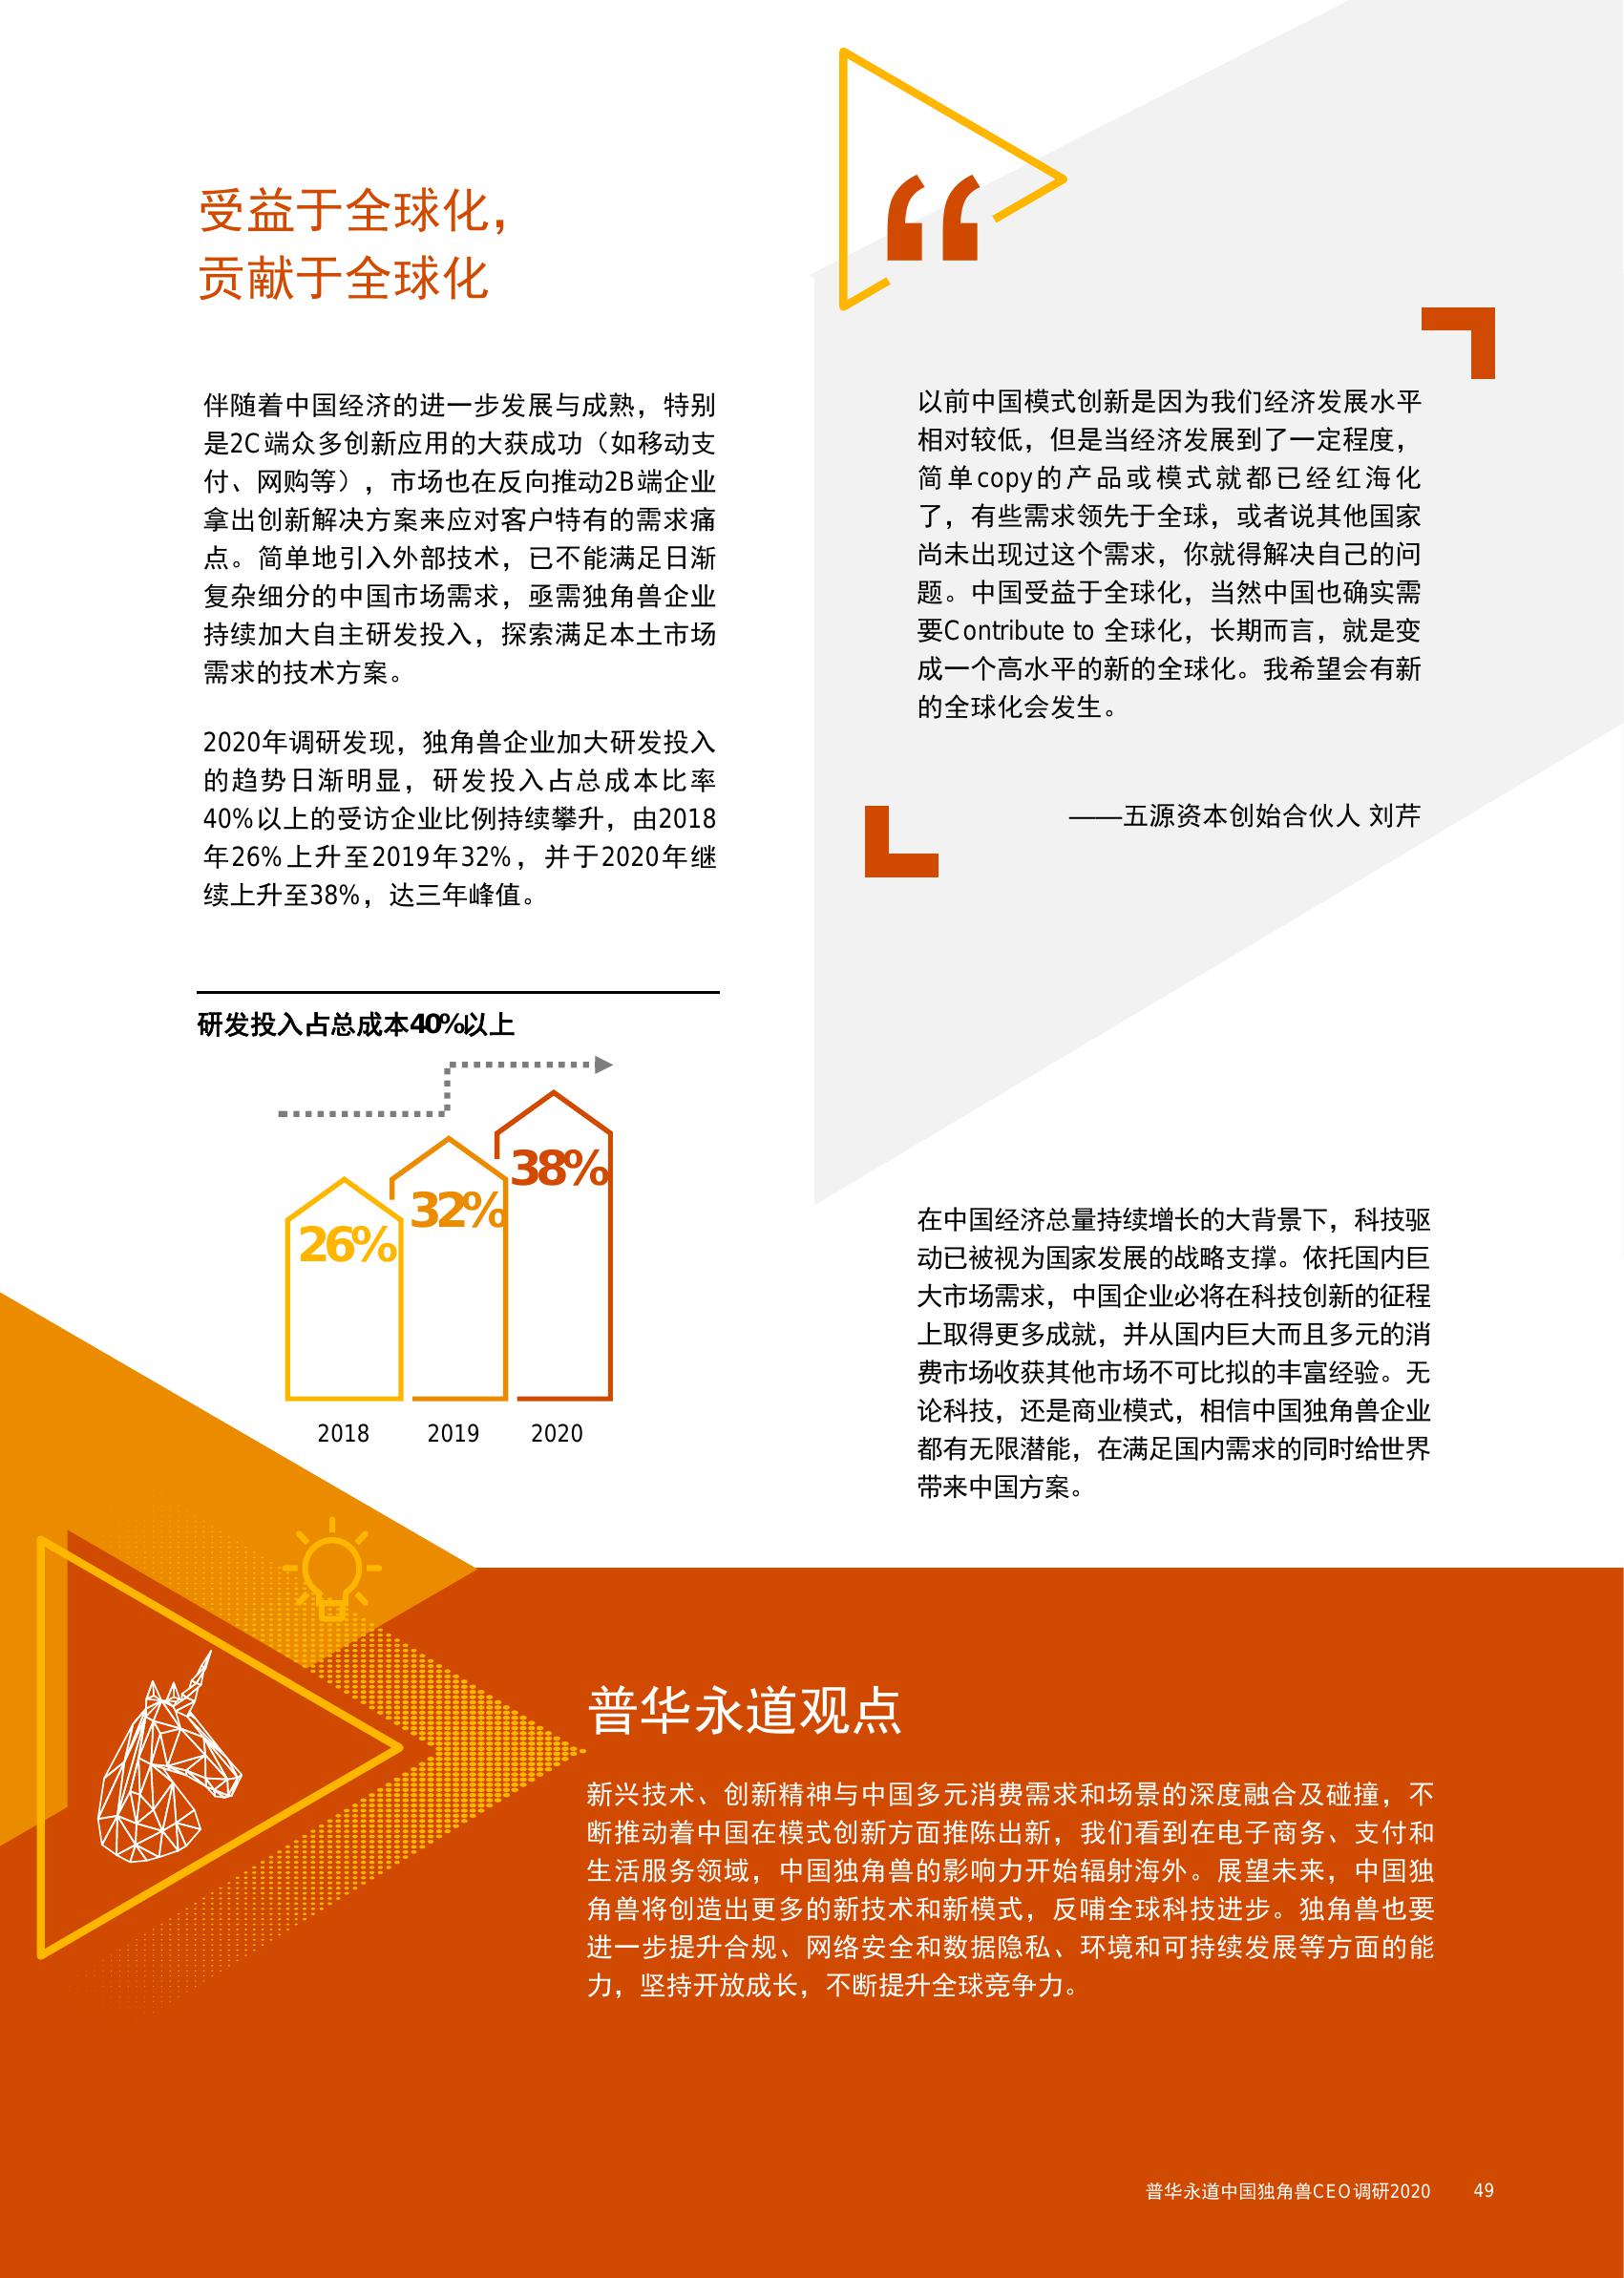 受益于全球化，
贡献于全球化
伴随着中国经济的进一步发展与成熟，特别
是2C端众多创新应用的大获成功（如移动支
付、网购等），市场也在反向推动2B端企业
拿出创新解决方案来应对客户特有的需求痛
点。简单地引入外部技术，已不能满足日渐
复杂细分的中国市场需求，亟需独角兽企业
持续加大自主研发投入，探索满足本土市场
需求的技术方案。
2020年调研发现，独角兽企业加大研发投入
的趋势日渐明显，研发投入占总成本比率
40%以上的受访企业比例持续攀升，由2018
年26%上升至2019年32%，并于2020年继
续上升至38%，达三年峰值。
研发投入占总成本40%以上
26%
32%
38%
2018
2019
2020
“
以前中国模式创新是因为我们经济发展水平
相对较低，但是当经济发展到了一定程度，
简单copy的产品或模式就都已经红海化
了，有些需求领先于全球，或者说其他国家
尚未出现过这个需求，你就得解决自己的问
题。中国受益于全球化，当然中国也确实需
要Contribute to 全球化，长期而言，就是变
成一个高水平的新的全球化。我希望会有新
的全球化会发生。
——五源资本创始合伙人 刘芹
在中国经济总量持续增长的大背景下，科技驱
动已被视为国家发展的战略支撑。依托国内巨
大市场需求，中国企业必将在科技创新的征程
上取得更多成就，并从国内巨大而且多元的消
费市场收获其他市场不可比拟的丰富经验。无
论科技，还是商业模式，相信中国独角兽企业
都有无限潜能，在满足国内需求的同时给世界
带来中国方案。
普华永道观点
新兴技术、创新精神与中国多元消费需求和场景的深度融合及碰撞，不
断推动着中国在模式创新方面推陈出新，我们看到在电子商务、支付和
生活服务领域，中国独角兽的影响力开始辐射海外。展望未来，中国独
角兽将创造出更多的新技术和新模式，反哺全球科技进步。独角兽也要
进一步提升合规、网络安全和数据隐私、环境和可持续发展等方面的能
力，坚持开放成长，不断提升全球竞争力。
普华永道中国独角兽CEO调研2020 49